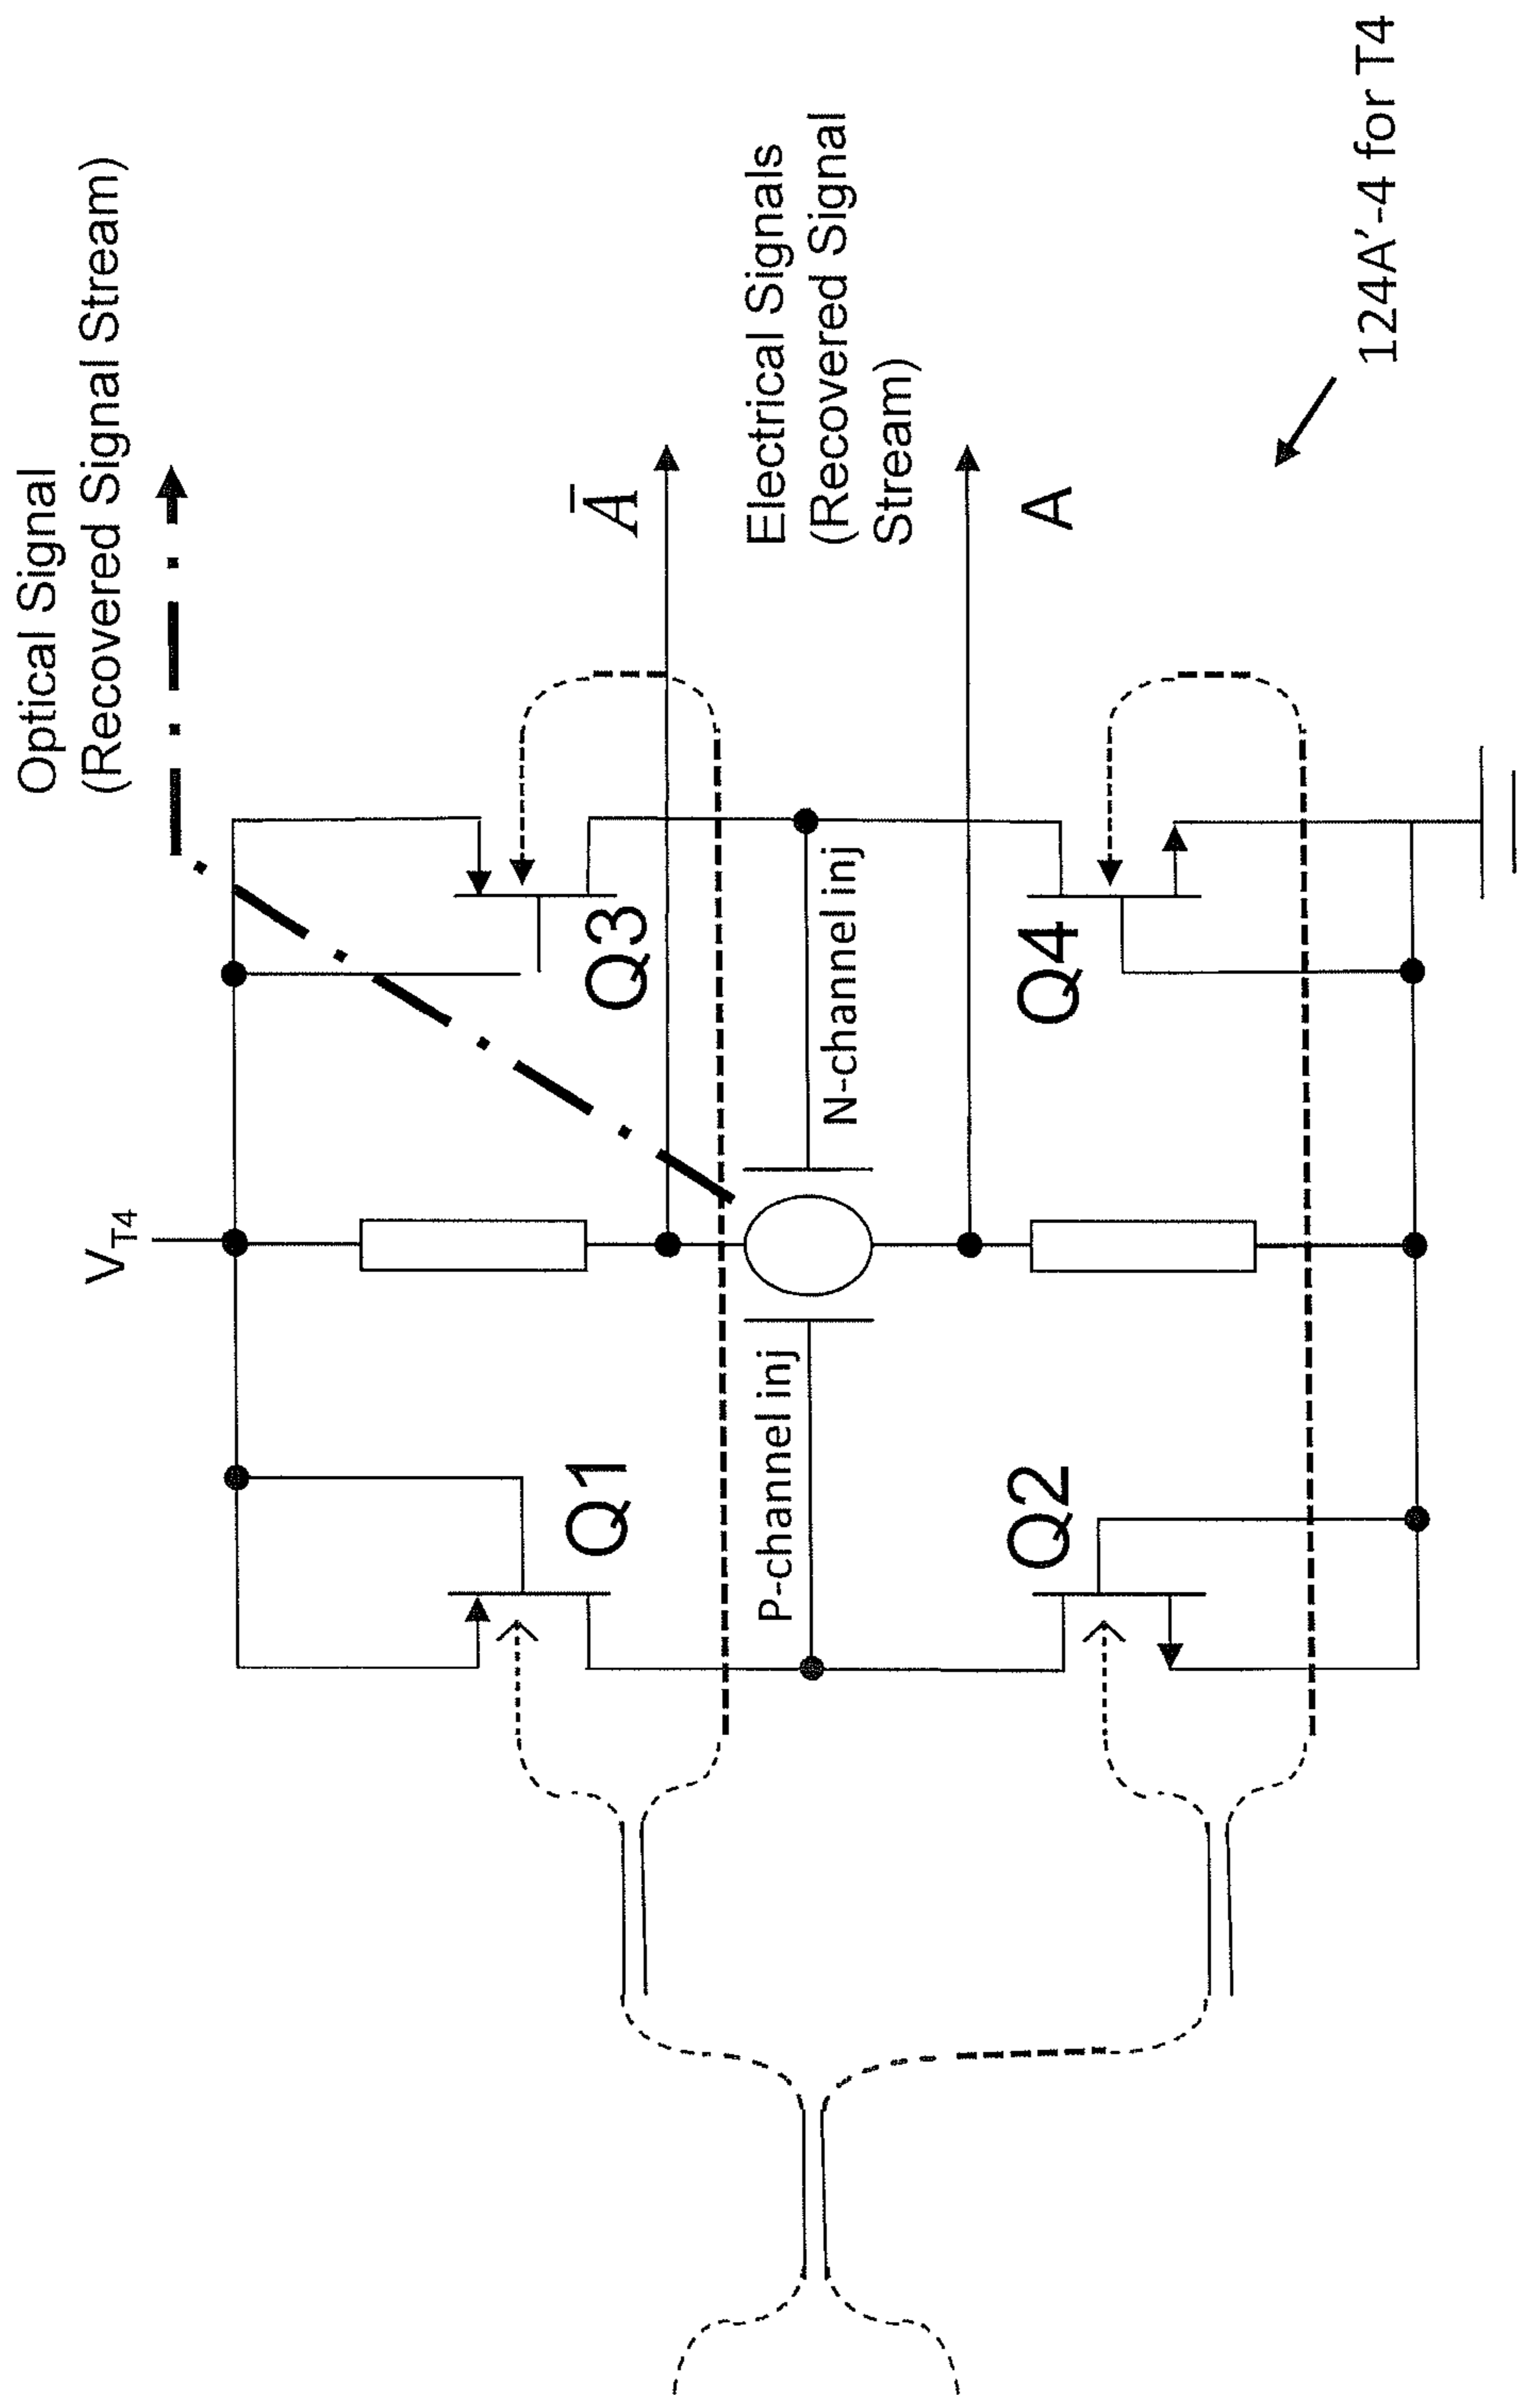 Optical Signal
(Recovered Signal Stream)
V_T4
Q1
Q3
A̅
P-channel inj
N-channel inj
Electrical Signals
(Recovered Signal
Stream)
A
Q2
Q4
124A'-4 for T4